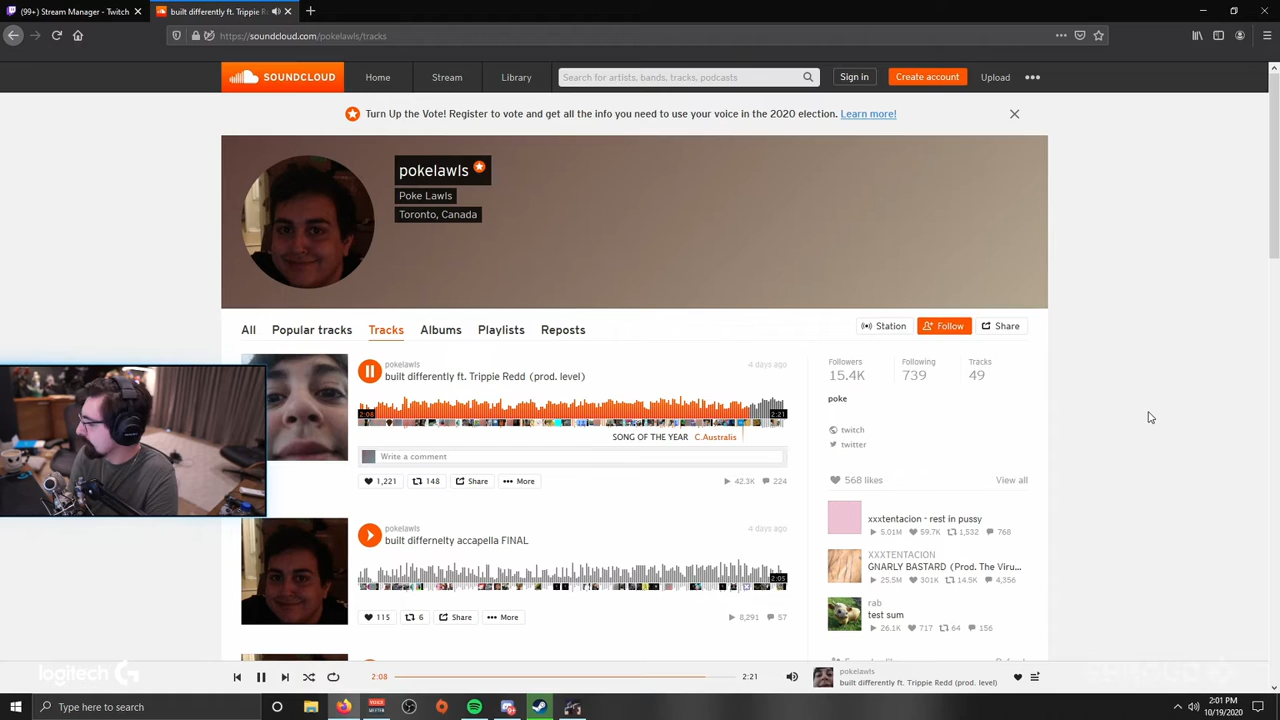 (99+) Stream Manager - Twitch
built differently ft. Trippie R
https://soundcloud.com/pokelawls/tracks
SOUNDCLOUD
Home
Stream
Library
Search for artists, bands, tracks, podcasts
Sign in
Create account
Upload
Turn Up the Vote! Register to vote and get all the info you need to use your voice in the 2020 election. Learn more!
pokelawls
Poke Lawls
Toronto, Canada
All
Popular tracks
Tracks
Albums
Playlists
Reposts
Station
Follow
Share
pokelawls
4 days ago
built differently ft. Trippie Redd (prod. level)
2:08
2:21
SONG OF THE YEAR C.Australis
Write a comment
1,221
148
Share
More
42.3K
224
pokelawls
4 days ago
built differnelty accapella FINAL
2:05
115
6
Share
More
8,291
57
Followers
Following
Tracks
15.4K
739
49
poke
twitch
twitter
568 likes
View all
xxxtentacion - rest in pussy
5.01M 59.7K 1,532 768
XXXTENTACION
GNARLY BASTARD (Prod. The Viru...
25.5M 301K 14.5K 4,356
rab
test sum
26.1K 717 64 156
logitech
2:08
2:21
pokelawls
built differently ft. Trippie Redd (prod. level)
Type here to search
2:01 PM
10/19/2020